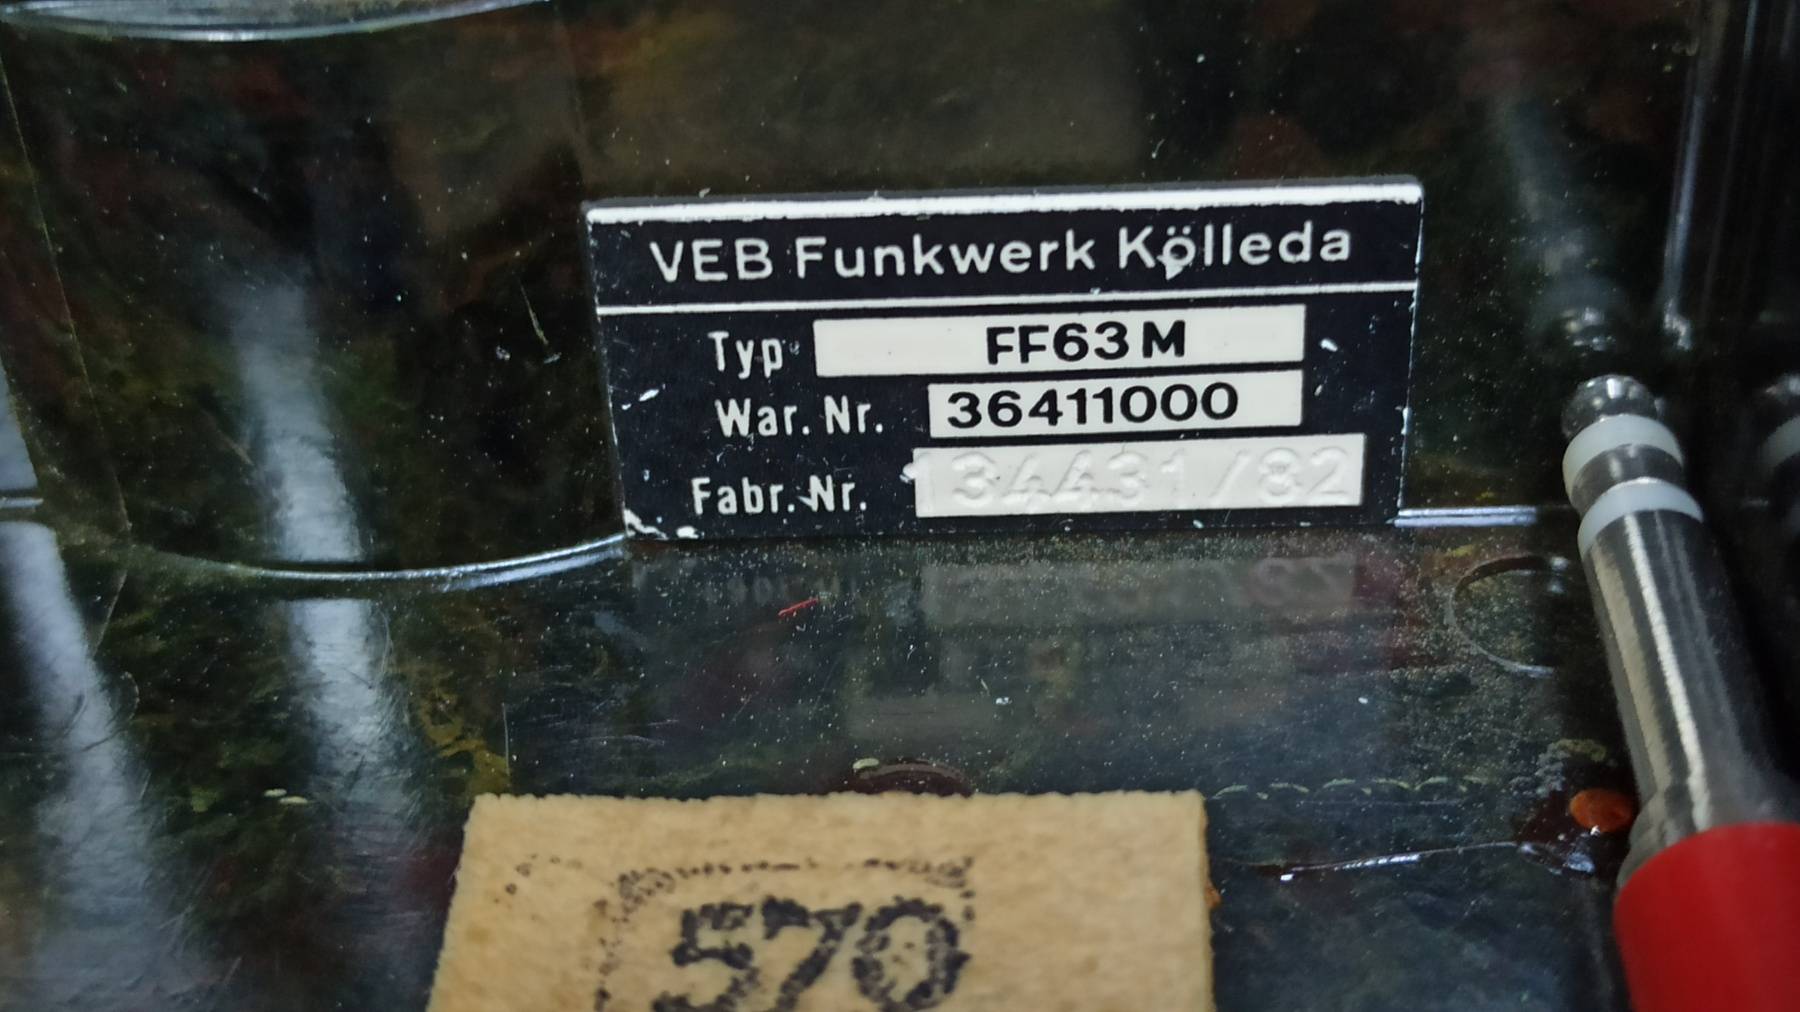 VEB Funkwerk Kölleda
Typ FF63M
War. Nr. 36411000
Fabr. Nr. 134431/82
570